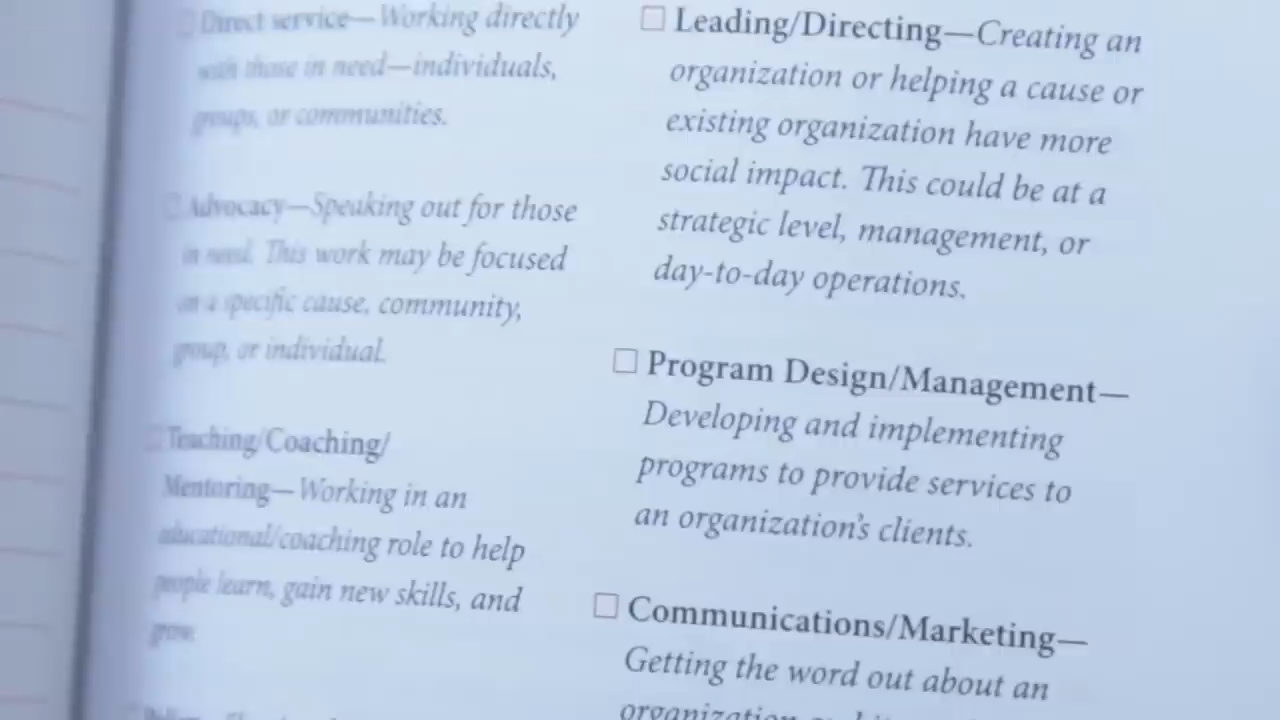 Direct service—Working directly
with those in need—individuals,
groups, or communities.
Advocacy—Speaking out for those
in need. This work may be focused
on a specific cause, community,
group, or individual.
Teaching/Coaching/
Mentoring—Working in an
educational/coaching role to help
people learn, gain new skills, and
grow.
Leading/Directing—Creating an
organization or helping a cause or
existing organization have more
social impact. This could be at a
strategic level, management, or
day-to-day operations.
Program Design/Management—
Developing and implementing
programs to provide services to
an organization's clients.
Communications/Marketing—
Getting the word out about an
organization